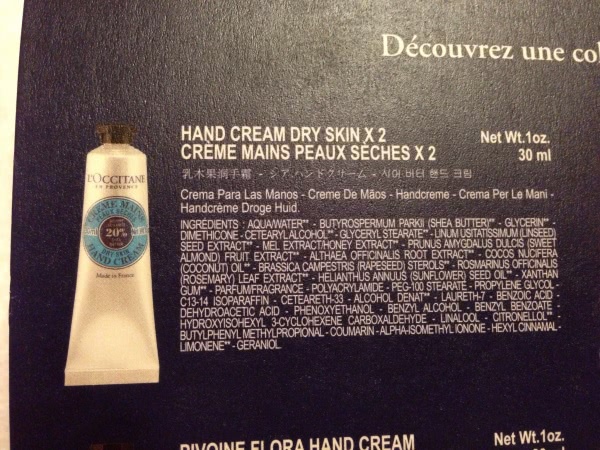 Découvrez une col
HAND CREAM DRY SKIN X 2
CRÈME MAINS PEAUX SÈCHES X 2
Net Wt.1oz.
30 ml
乳木果润手霜 - シア ハンドクリーム - 시어 버터 핸드 크림
Crema Para Las Manos - Creme De Mãos - Handcreme - Crema Per Le Mani -
Handcrème Droge Huid
INGREDIENTS : AQUA/WATER** - BUTYROSPERMUM PARKII (SHEA BUTTER)** - GLYCERIN** -
DIMETHICONE - CETEARYL ALCOHOL** - GLYCERYL STEARATE** - LINUM USITATISSIMUM (LINSEED)
SEED EXTRACT** - MEL EXTRACT/HONEY EXTRACT** - PRUNUS AMYGDALUS DULCIS (SWEET
ALMOND) FRUIT EXTRACT** - ALTHAEA OFFICINALIS ROOT EXTRACT** - COCOS NUCIFERA
(COCONUT) OIL** - BRASSICA CAMPESTRIS (RAPESEED) STEROLS** - ROSMARINUS OFFICINALIS
(ROSEMARY) LEAF EXTRACT** - HELIANTHUS ANNUUS (SUNFLOWER) SEED OIL** - XANTHAN
GUM** - PARFUM/FRAGRANCE - POLYACRYLAMIDE - PEG-100 STEARATE - PROPYLENE GLYCOL -
C13-14 ISOPARAFFIN - CETEARETH-33 - ALCOHOL DENAT** - LAURETH-7 - BENZOIC ACID -
DEHYDROACETIC ACID - PHENOXYETHANOL - BENZYL ALCOHOL - BENZYL BENZOATE -
HYDROXYISOHEXYL 3-CYCLOHEXENE CARBOXALDEHYDE - LINALOOL - CITRONELLOL** -
BUTYLPHENYL METHYLPROPIONAL - COUMARIN - ALPHA-ISOMETHYL IONONE - HEXYL CINNAMAL -
LIMONENE** - GERANIOL.
L'OCCITANE
EN PROVENCE
CRÈME MAINS
20%
DRY SKIN
HAND CREAM
Made in France
PIVOINE FLORA HAND CREAM
Net Wt.1oz.